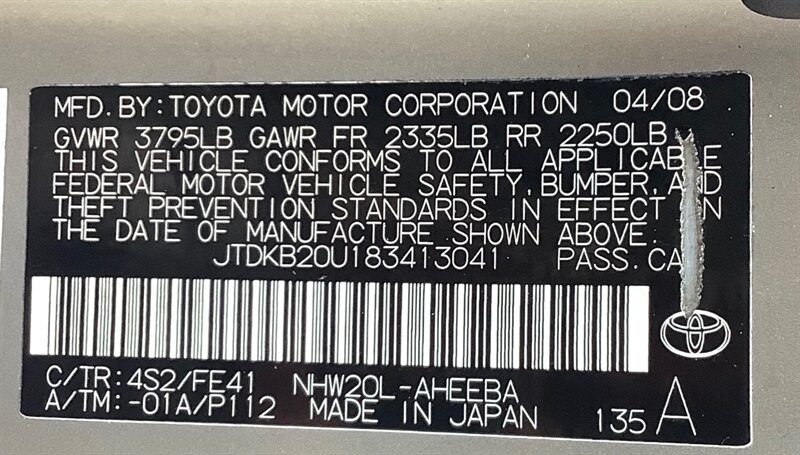 MFD. BY: TOYOTA MOTOR CORPORATION 04/08
GVWR 3795LB GAWR FR 2335LB RR 2250LB
THIS VEHICLE CONFORMS TO ALL APPLICABLE
FEDERAL MOTOR VEHICLE SAFETY, BUMPER, AND
THEFT PREVENTION STANDARDS IN EFFECT ON
THE DATE OF MANUFACTURE SHOWN ABOVE.
JTDKB20U183413041 PASS. CA
C/TR: 4S2/FE41 NHW20L-AHEEBA
A/TM: -01A/P112 MADE IN JAPAN 135 A